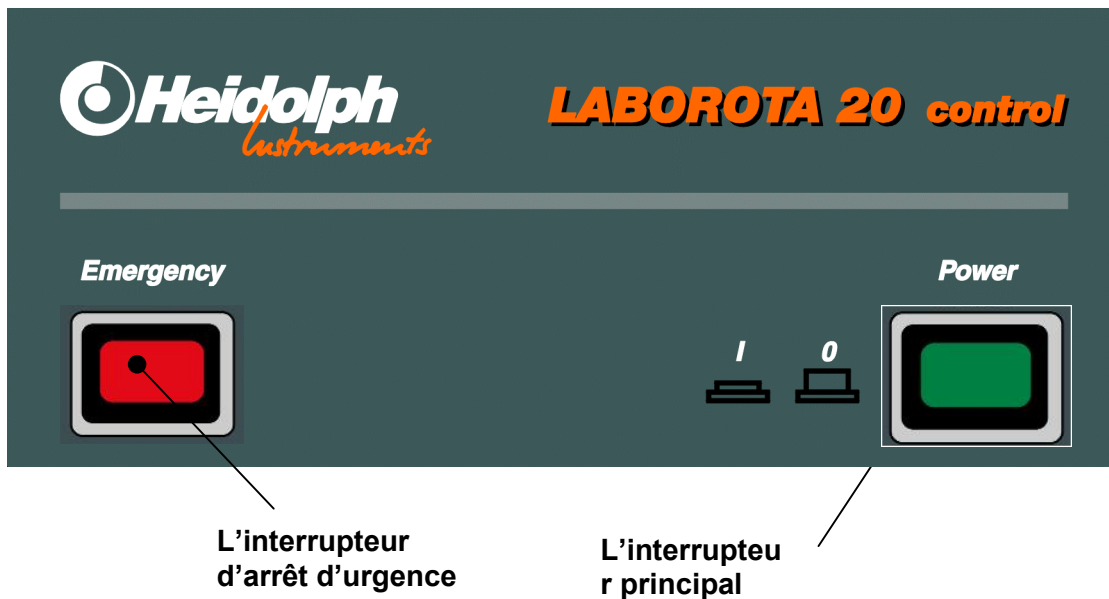 Heidolph
Instruments
LABOROTA 20 control
Emergency
Power
I 0
L’interrupteur
d’arrêt d’urgence
L’interrupteu
r principal